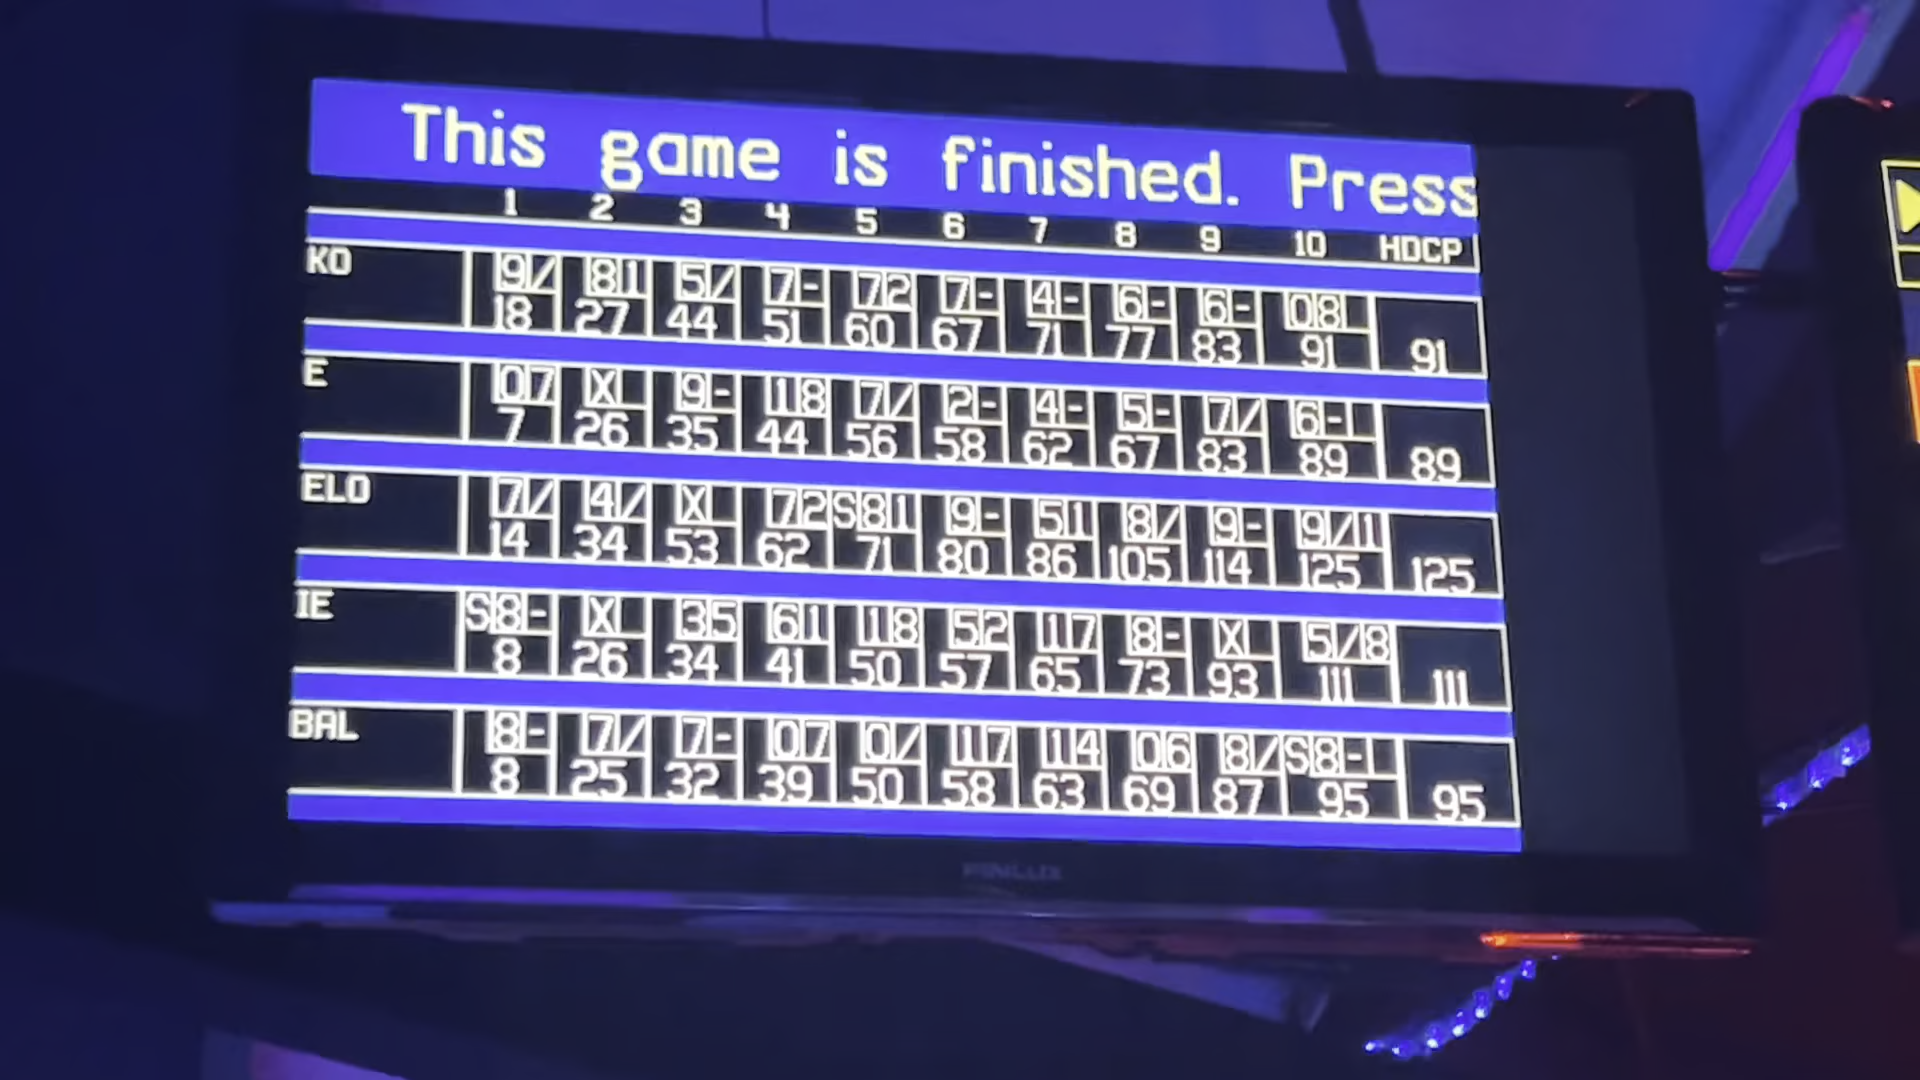 This game is finished. Press
1 2 3 4 5 6 7 8 9 10 HDCP
KO 9/ 81 5/ 7- 72 7- 4- 6- 6- 08
18 27 44 51 60 67 71 77 83 91 91
E 07 X 9- 18 7/ 2- 4- 5- 7/ 6-
7 26 35 44 56 58 62 67 83 89 89
ELO 7/ 4/ X 72 S81 9- 51 8/ 9- 9/1
14 34 53 62 71 80 86 105 114 125 125
IE S8- X 35 61 18 52 17 8- X 5/8
8 26 34 41 50 57 65 73 93 111 111
BAL 8- 7/ 7- 07 0/ 17 14 06 8/ S8-
8 25 32 39 50 58 63 69 87 95 95